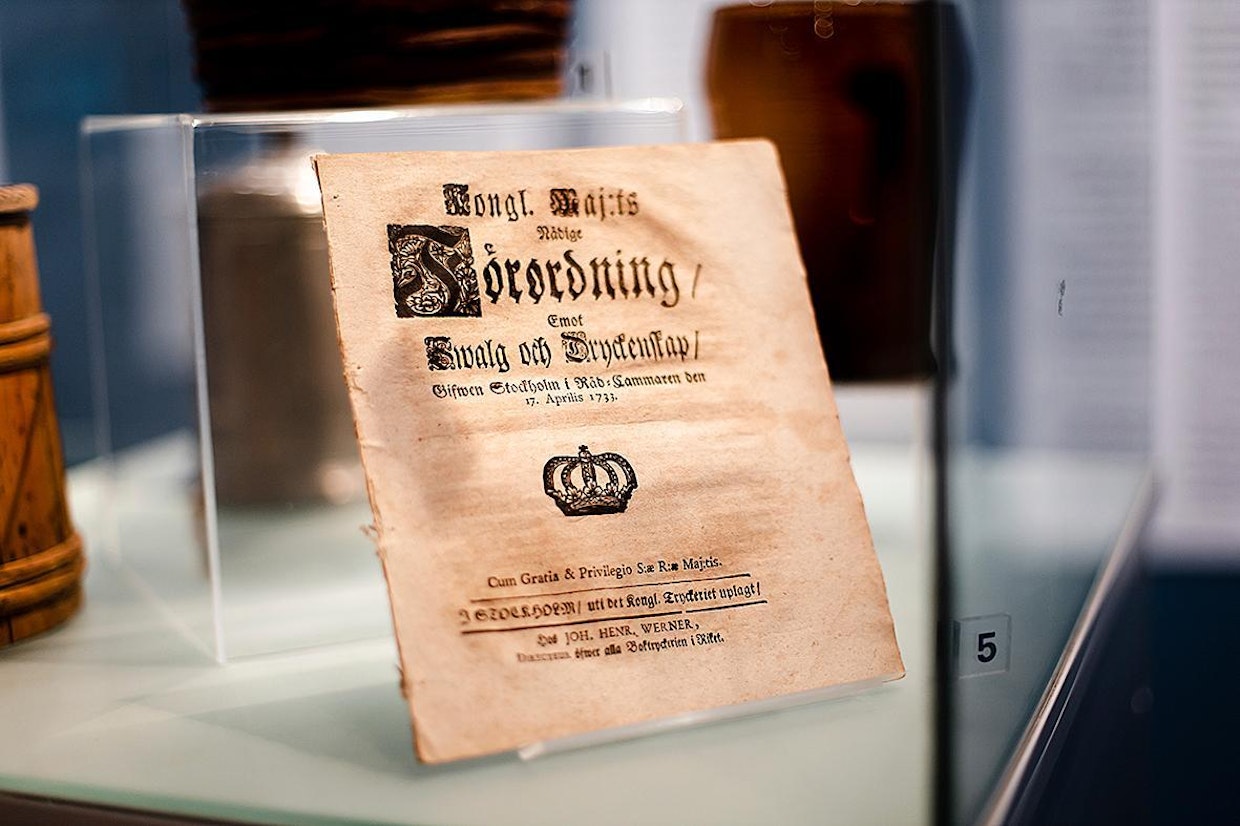 Kongl. Maj:ts
Nådige
Förordning /
Emot
Swalg och Dryckenskap /
Gifwen Stockholm i Råd-Cammaren den
17. Aprilis 1733.
Cum Gratia & Privilegio S:æ R:æ Maj:tis.
I STOCKHOLM / uti det Kongl. Tryckeriet uplagt /
Hos JOH. HENR. WERNER,
DIRECTEUR öfwer alla Boktryckerien i Riket.
5